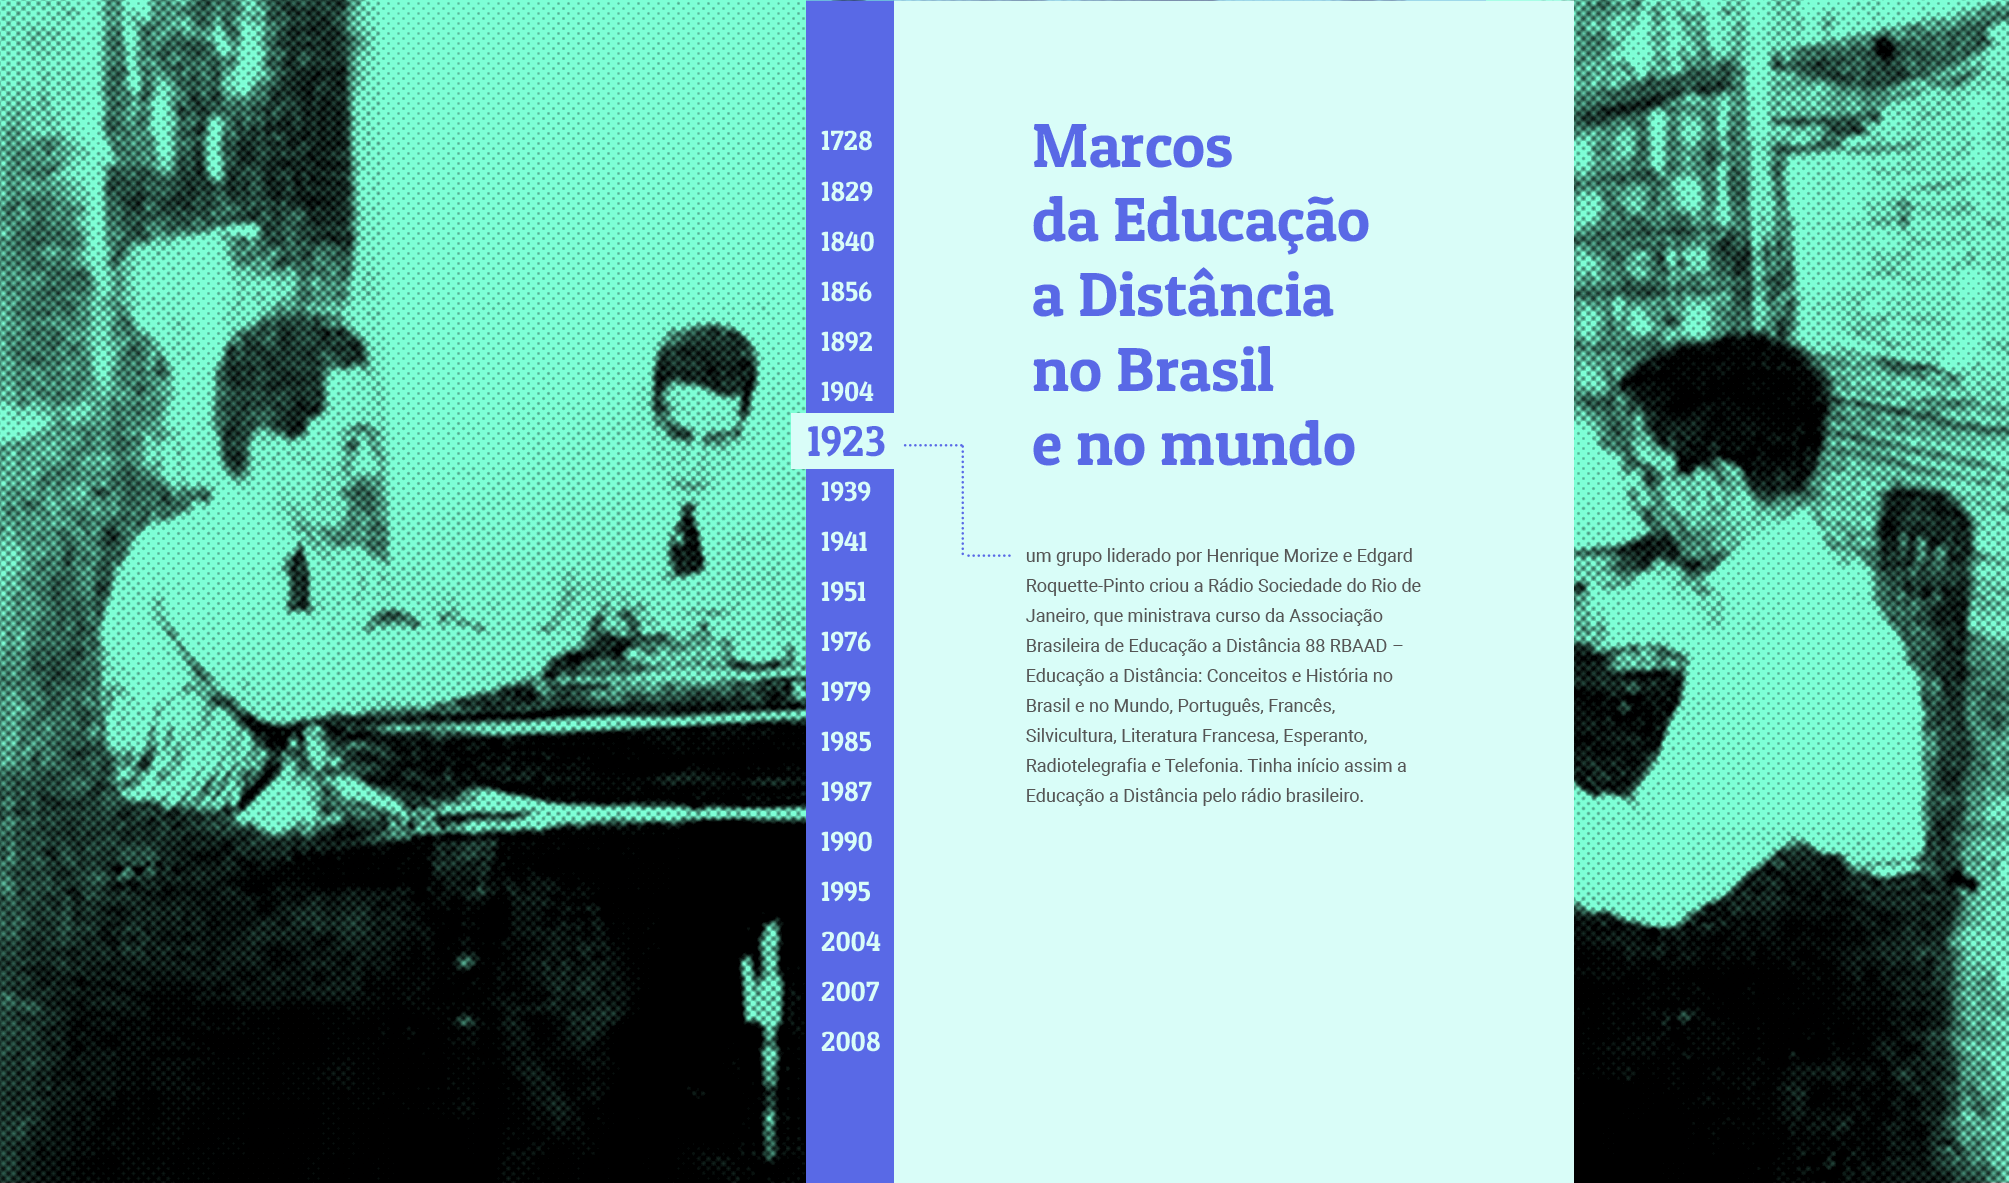 1728
1829
1840
1856
1892
1904
1923
1939
1941
1951
1976
1979
1985
1987
1990
1995
2004
2007
2008
Marcos
da Educação
a Distância
no Brasil
e no mundo
um grupo liderado por Henrique Morize e Edgard
Roquette-Pinto criou a Rádio Sociedade do Rio de
Janeiro, que ministrava curso da Associação
Brasileira de Educação a Distância 88 RBAAD –
Educação a Distância: Conceitos e História no
Brasil e no Mundo, Português, Francês,
Silvicultura, Literatura Francesa, Esperanto,
Radiotelegrafia e Telefonia. Tinha início assim a
Educação a Distância pelo rádio brasileiro.